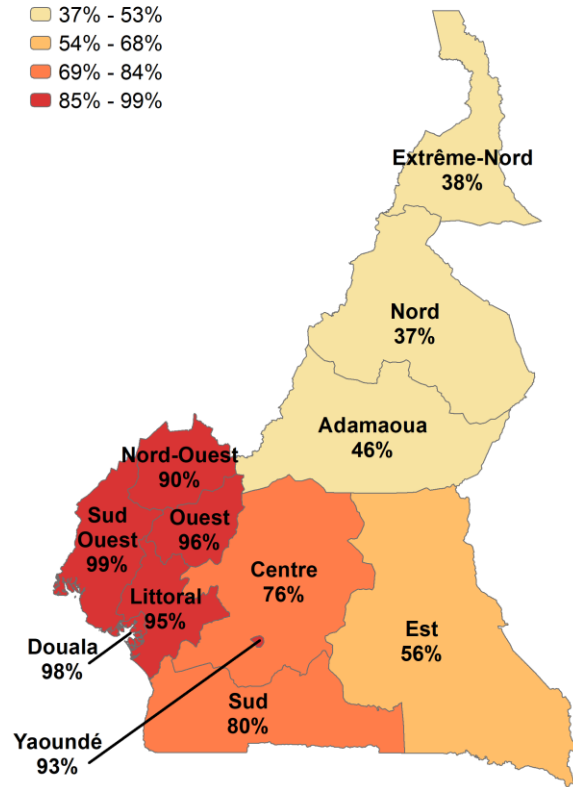 37% - 53%
54% - 68%
69% - 84%
85% - 99%
Extrême-Nord
38%
Nord
37%
Adamaoua
46%
Nord-Ouest
90%
Sud
Ouest
99%
Ouest
96%
Littoral
95%
Centre
76%
Est
56%
Douala
98%
Sud
80%
Yaoundé
93%